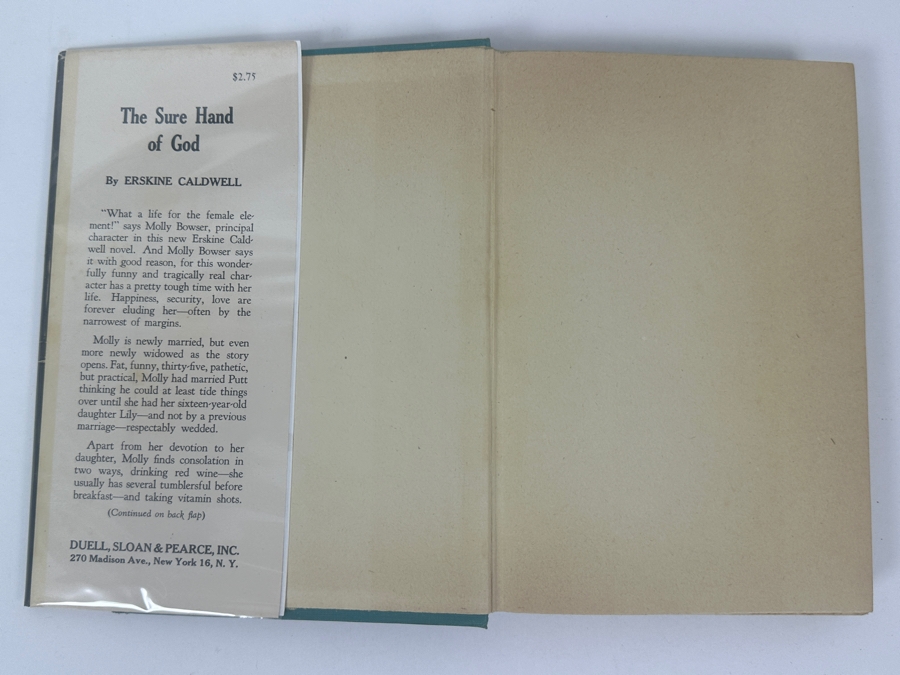 $2.75
The Sure Hand
of God
By ERSKINE CALDWELL
"What a life for the female ele-
ment!" says Molly Bowser, principal
character in this new Erskine Cald-
well novel. And Molly Bowser says
it with good reason, for this wonder-
fully funny and tragically real char-
acter has a pretty tough time with her
life. Happiness, security, love are
forever eluding her—often by the
narrowest of margins.
Molly is newly married, but even
more newly widowed as the story
opens. Fat, funny, thirty-five, pathetic,
but practical, Molly had married Putt
thinking he could at least tide things
over until she had her sixteen-year-old
daughter Lily—and not by a previous
marriage—respectably wedded.
Apart from her devotion to her
daughter, Molly finds consolation in
two ways, drinking red wine—she
usually has several tumblersful before
breakfast—and taking vitamin shots.
(Continued on back flap)
DUELL, SLOAN & PEARCE, INC.
270 Madison Ave., New York 16, N. Y.